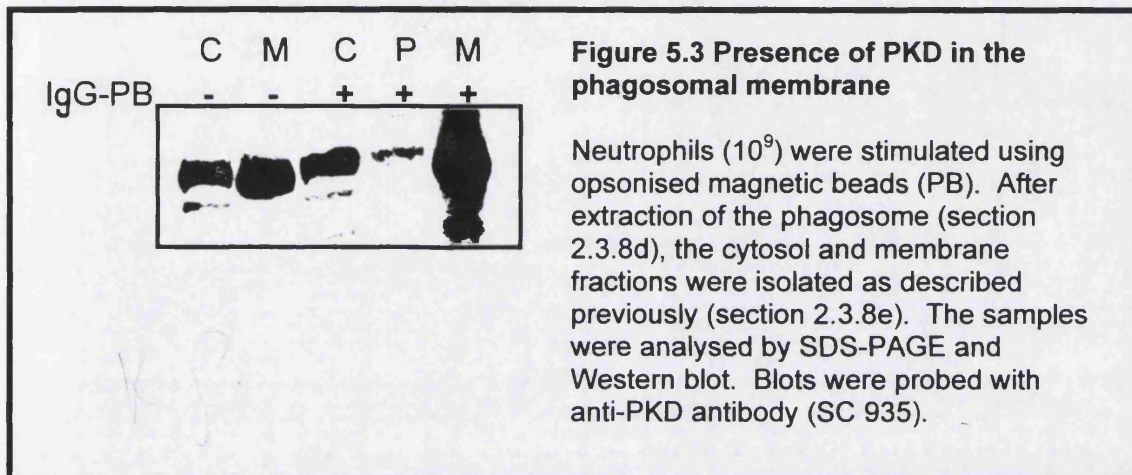 C M C P M
IgG-PB - - + + +
Figure 5.3 Presence of PKD in the
phagosomal membrane
Neutrophils (10⁹) were stimulated using
opsonised magnetic beads (PB). After
extraction of the phagosome (section
2.3.8d), the cytosol and membrane
fractions were isolated as described
previously (section 2.3.8e). The samples
were analysed by SDS-PAGE and
Western blot. Blots were probed with
anti-PKD antibody (SC 935).